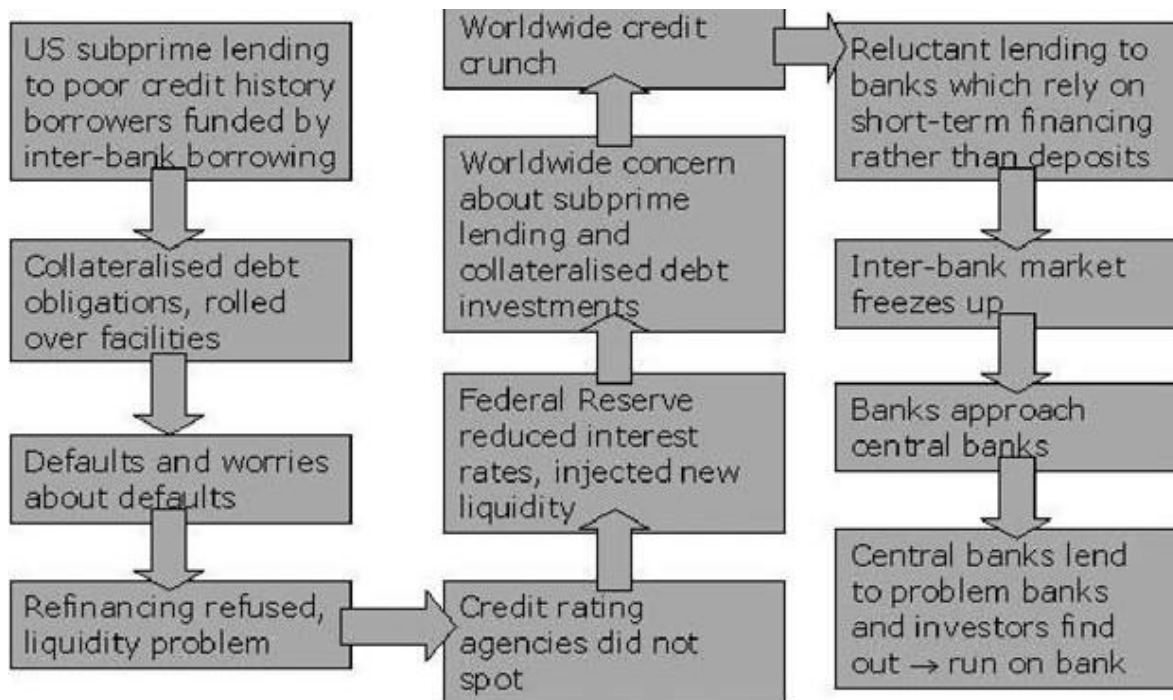 US subprime lending
to poor credit history
borrowers funded by
inter-bank borrowing
Collateralised debt
obligations, rolled
over facilities
Defaults and worries
about defaults
Refinancing refused,
liquidity problem
Credit rating
agencies did not
spot
Federal Reserve
reduced interest
rates, injected new
liquidity
Worldwide concern
about subprime
lending and
collateralised debt
investments
Worldwide credit
crunch
Reluctant lending to
banks which rely on
short-term financing
rather than deposits
Inter-bank market
freezes up
Banks approach
central banks
Central banks lend
to problem banks
and investors find
out → run on bank